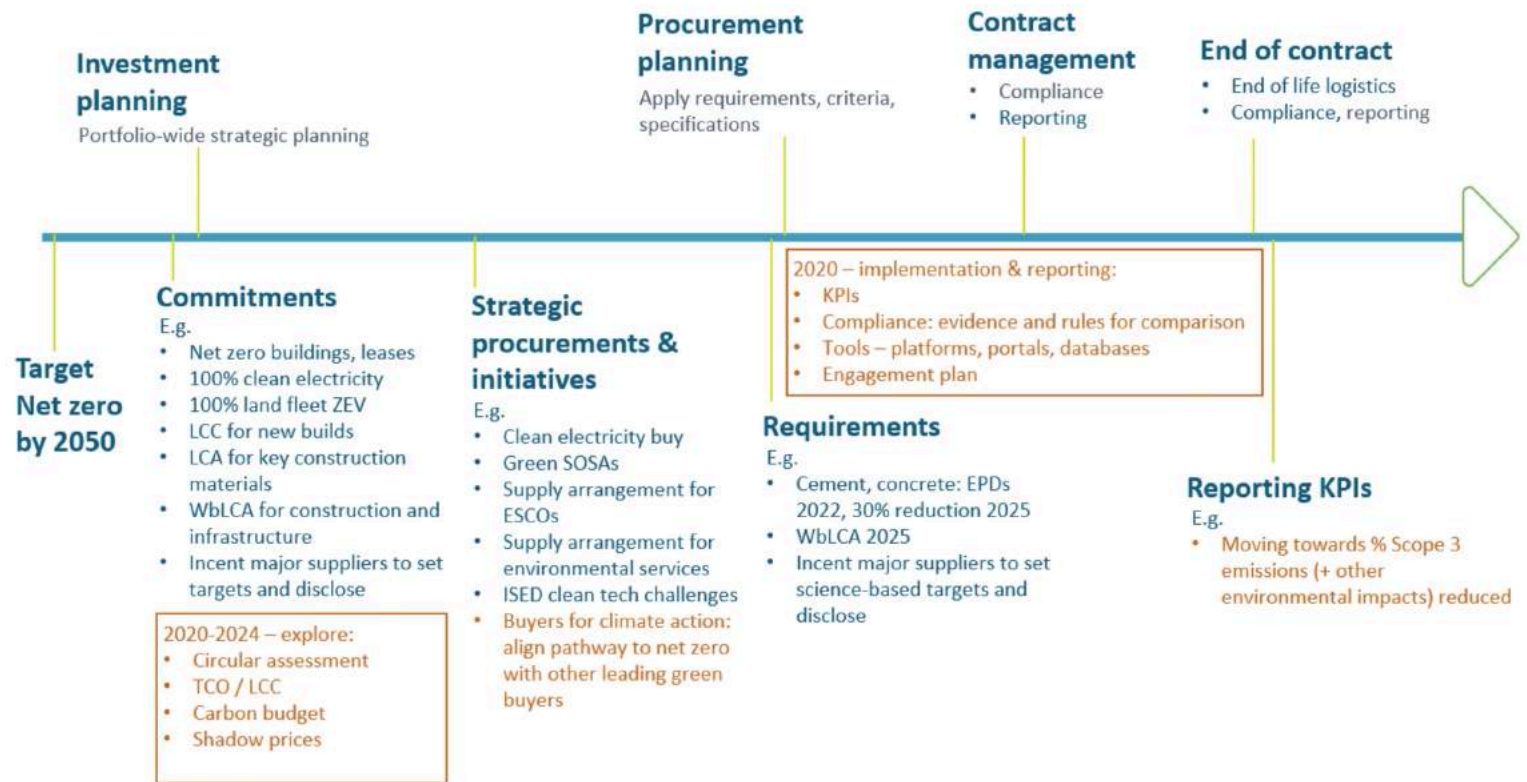 Investment
planning
Portfolio-wide strategic planning
Procurement
planning
Apply requirements, criteria,
specifications
Contract
management
• Compliance
• Reporting
End of contract
• End of life logistics
• Compliance, reporting
Target
Net zero
by 2050
Commitments
E.g.
• Net zero buildings, leases
• 100% clean electricity
• 100% land fleet ZEV
• LCC for new builds
• LCA for key construction
materials
• WbLCA for construction and
infrastructure
• Incent major suppliers to set
targets and disclose
2020-2024 – explore:
• Circular assessment
• TCO / LCC
• Carbon budget
• Shadow prices
Strategic
procurements &
initiatives
E.g.
• Clean electricity buy
• Green SOSAs
• Supply arrangement for
ESCOs
• Supply arrangement for
environmental services
• ISED clean tech challenges
• Buyers for climate action:
align pathway to net zero
with other leading green
buyers
2020 – implementation & reporting:
• KPIs
• Compliance: evidence and rules for comparison
• Tools – platforms, portals, databases
• Engagement plan
Requirements
E.g.
• Cement, concrete: EPDs
2022, 30% reduction 2025
• WbLCA 2025
• Incent major suppliers to set
science-based targets and
disclose
Reporting KPIs
E.g.
• Moving towards % Scope 3
emissions (+ other
environmental impacts) reduced